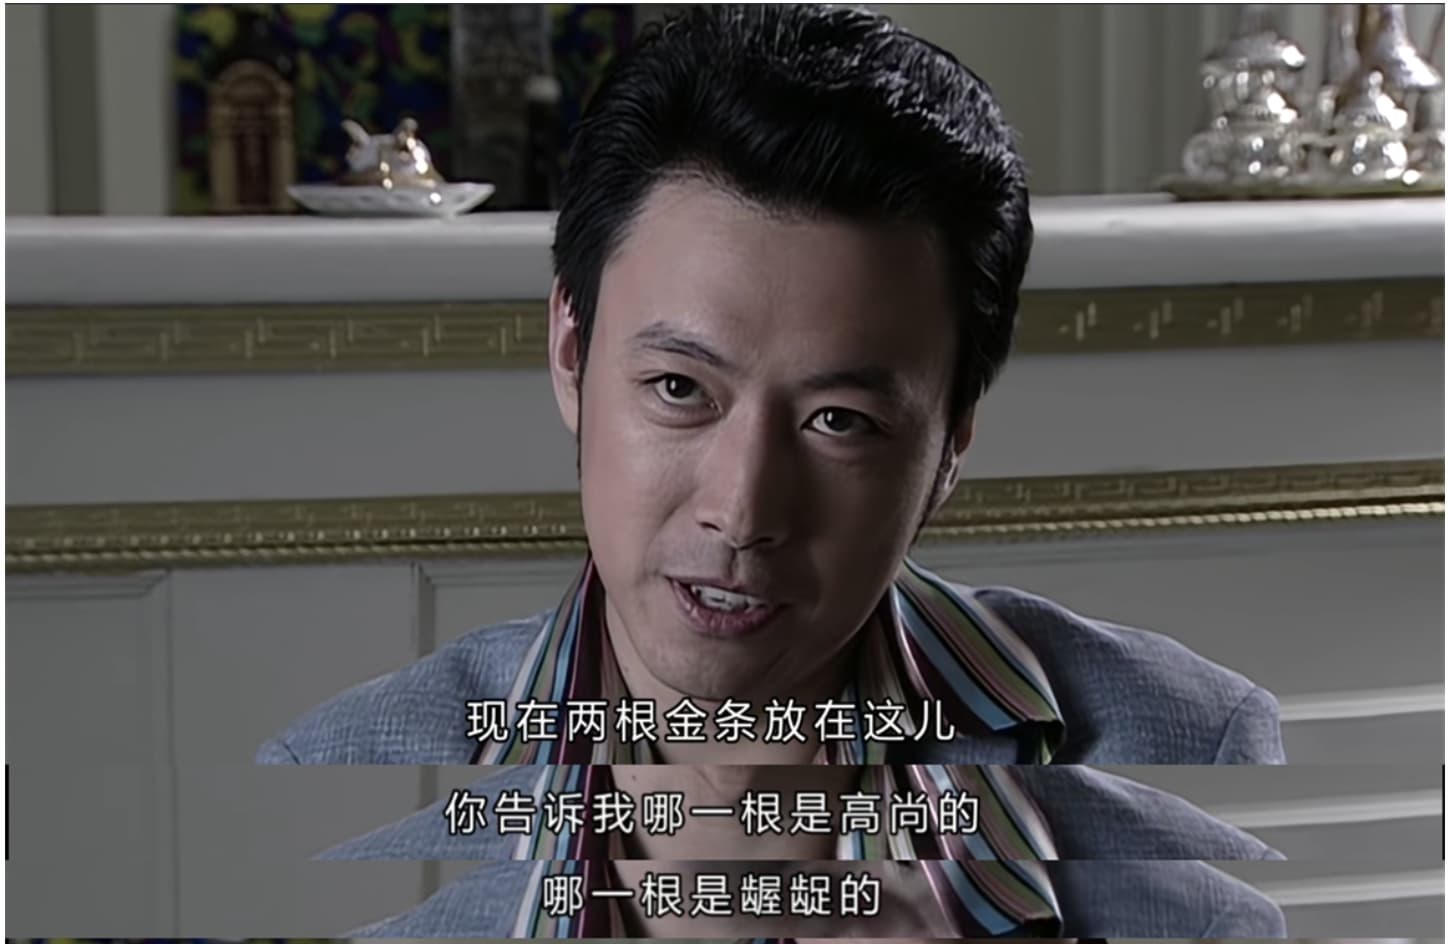 现在两根金条放在这儿
你告诉我哪一根是高尚的
哪一根是龌龊的